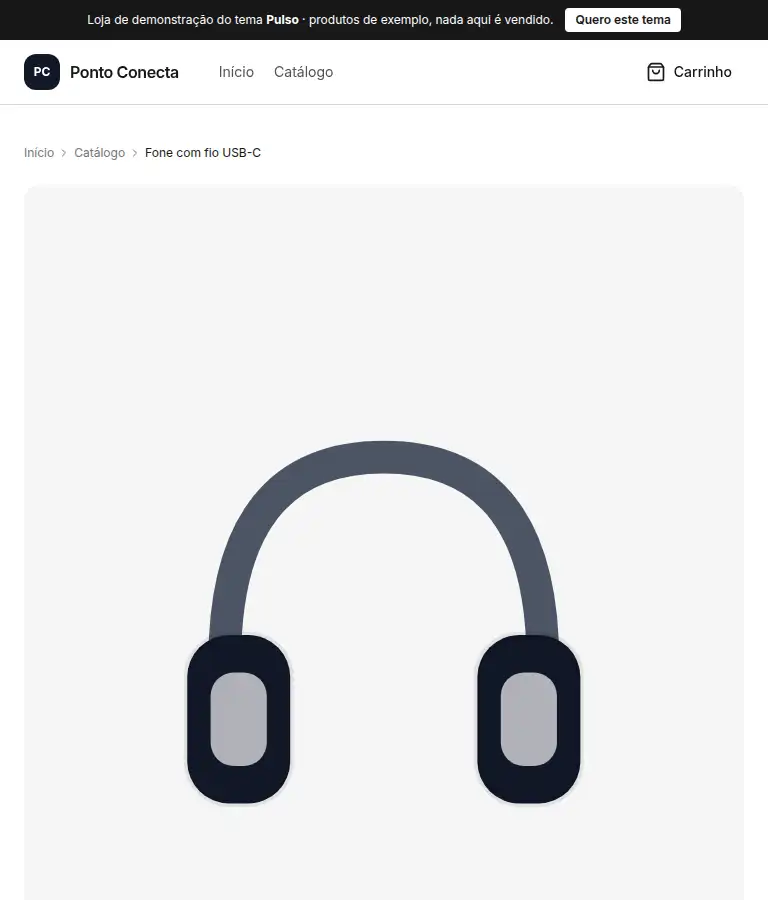 Loja de demonstração do tema Pulso · produtos de exemplo, nada aqui é vendido. Quero este tema
PC Ponto Conecta Início Catálogo Carrinho
Início > Catálogo > Fone com fio USB-C